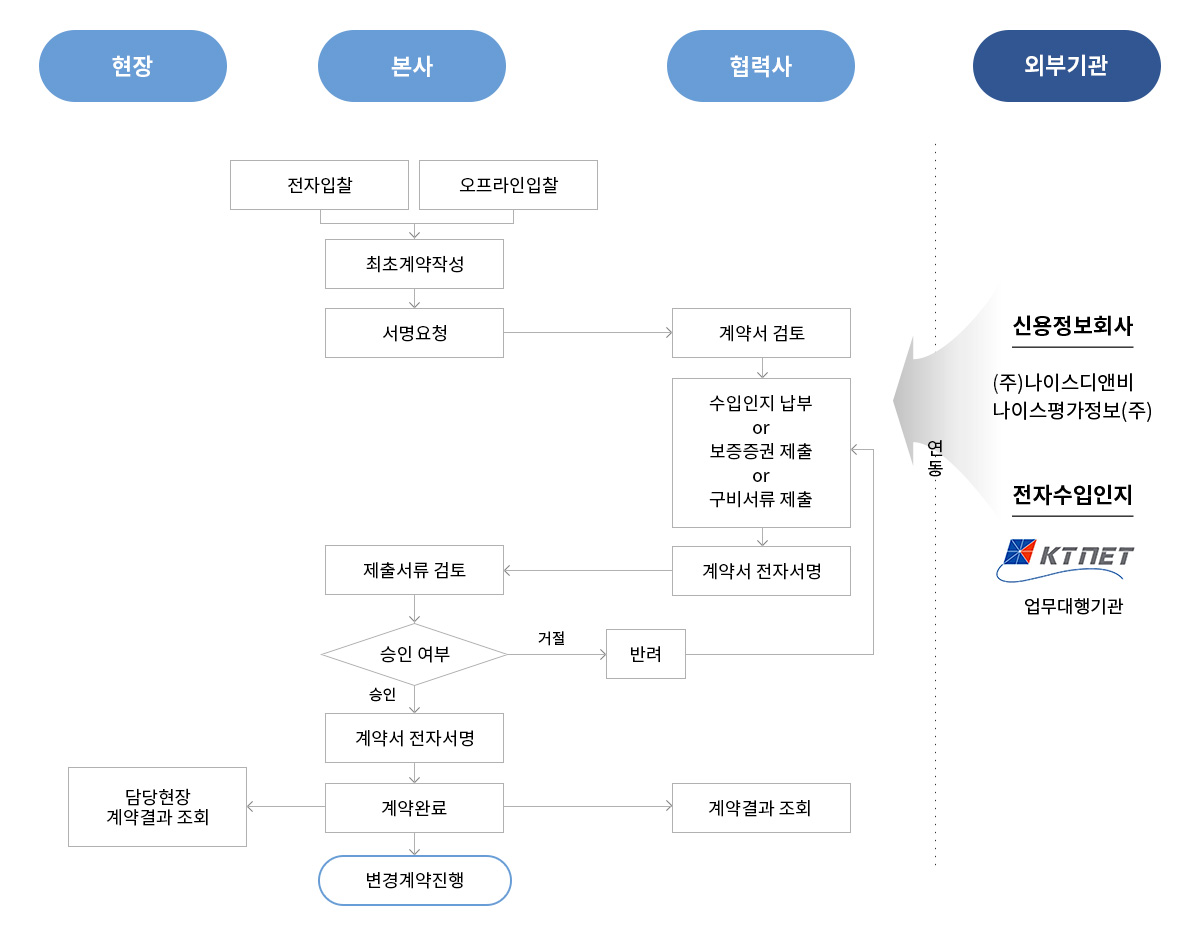 현장
본사
협력사
외부기관
전자입찰
오프라인입찰
최초계약작성
서명요청
계약서 검토
수입인지 납부
or
보증증권 제출
or
구비서류 제출
연
동
신용정보회사
(주)나이스디앤비
나이스평가정보(주)
전자수입인지
KTNET
업무대행기관
제출서류 검토
계약서 전자서명
승인 여부
거절
반려
승인
계약서 전자서명
담당현장
계약결과 조회
계약완료
계약결과 조회
변경계약진행